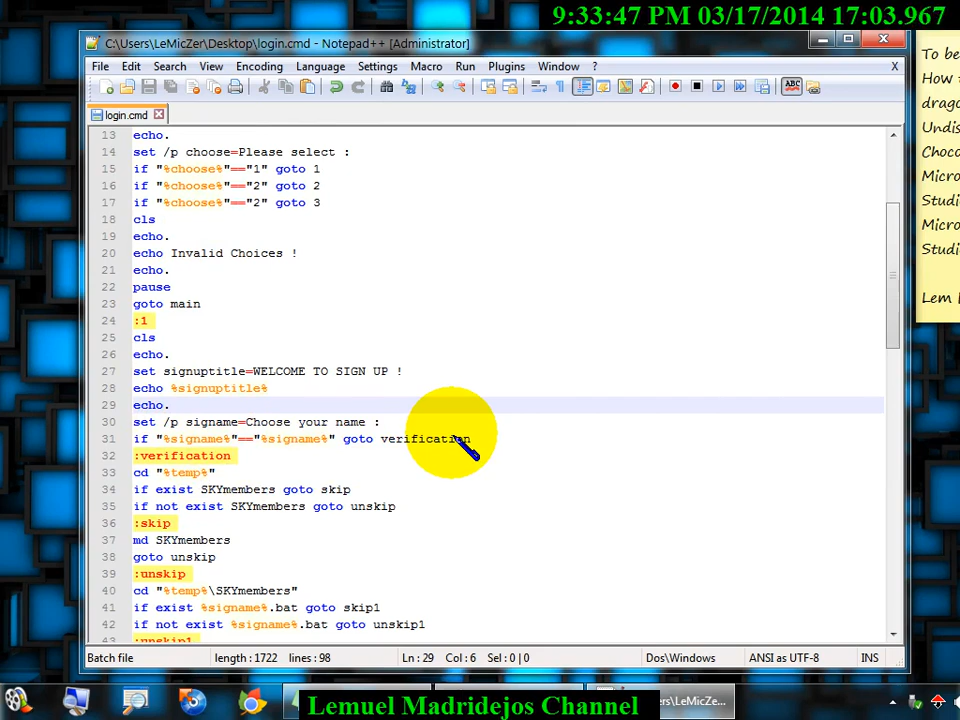 9:33:47 PM 03/17/2014 17:03.967
C:\Users\LeMicZer\Desktop\login.cmd - Notepad++ [Administrator]
File Edit Search View Encoding Language Settings Macro Run Plugins Window ? X
login.cmd
13 echo.
14 set /p choose=Please select :
15 if "%choose%"=="1" goto 1
16 if "%choose%"=="2" goto 2
17 if "%choose%"=="2" goto 3
18 cls
19 echo.
20 echo Invalid Choices !
21 echo.
22 pause
23 goto main
24 :1
25 cls
26 echo.
27 set signuptitle=WELCOME TO SIGN UP !
28 echo %signuptitle%
29 echo.
30 set /p signame=Choose your name :
31 if "%signame%"=="%signame%" goto verification
32 :verification
33 cd "%temp%"
34 if exist SKYmembers goto skip
35 if not exist SKYmembers goto unskip
36 :skip
37 md SKYmembers
38 goto unskip
39 :unskip
40 cd "%temp%\SKYmembers"
41 if exist %signame%.bat goto skip1
42 if not exist %signame%.bat goto unskip1
43 :unskip1
Batch file length : 1722 lines : 98 Ln : 29 Col : 6 Sel : 0 | 0 Dos\Windows ANSI as UTF-8 INS
To be
How
drago
Undis
Choco
Micro
Studi
Micro
Studi
Lem
Lemuel Madridejos Channel
rs\LeMicZe...